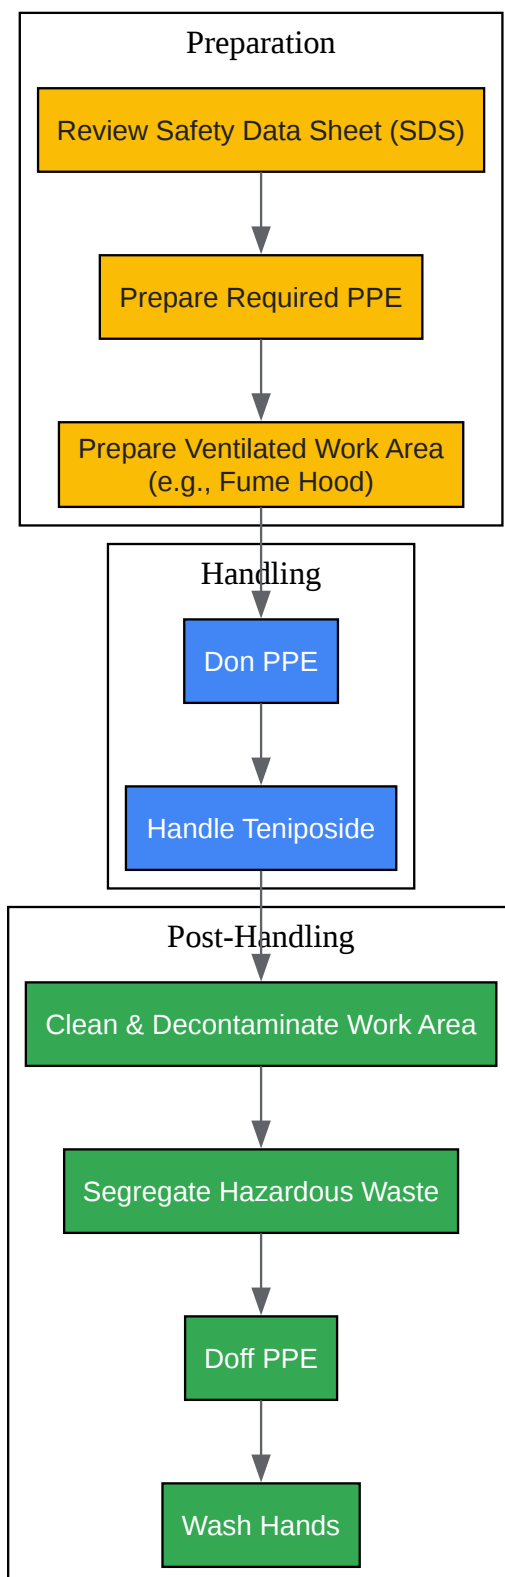 Preparation
Review Safety Data Sheet (SDS)
Prepare Required PPE
Prepare Ventilated Work Area
(e.g., Fume Hood)
Handling
Don PPE
Handle Teniposide
Post-Handling
Clean & Decontaminate Work Area
Segregate Hazardous Waste
Doff PPE
Wash Hands